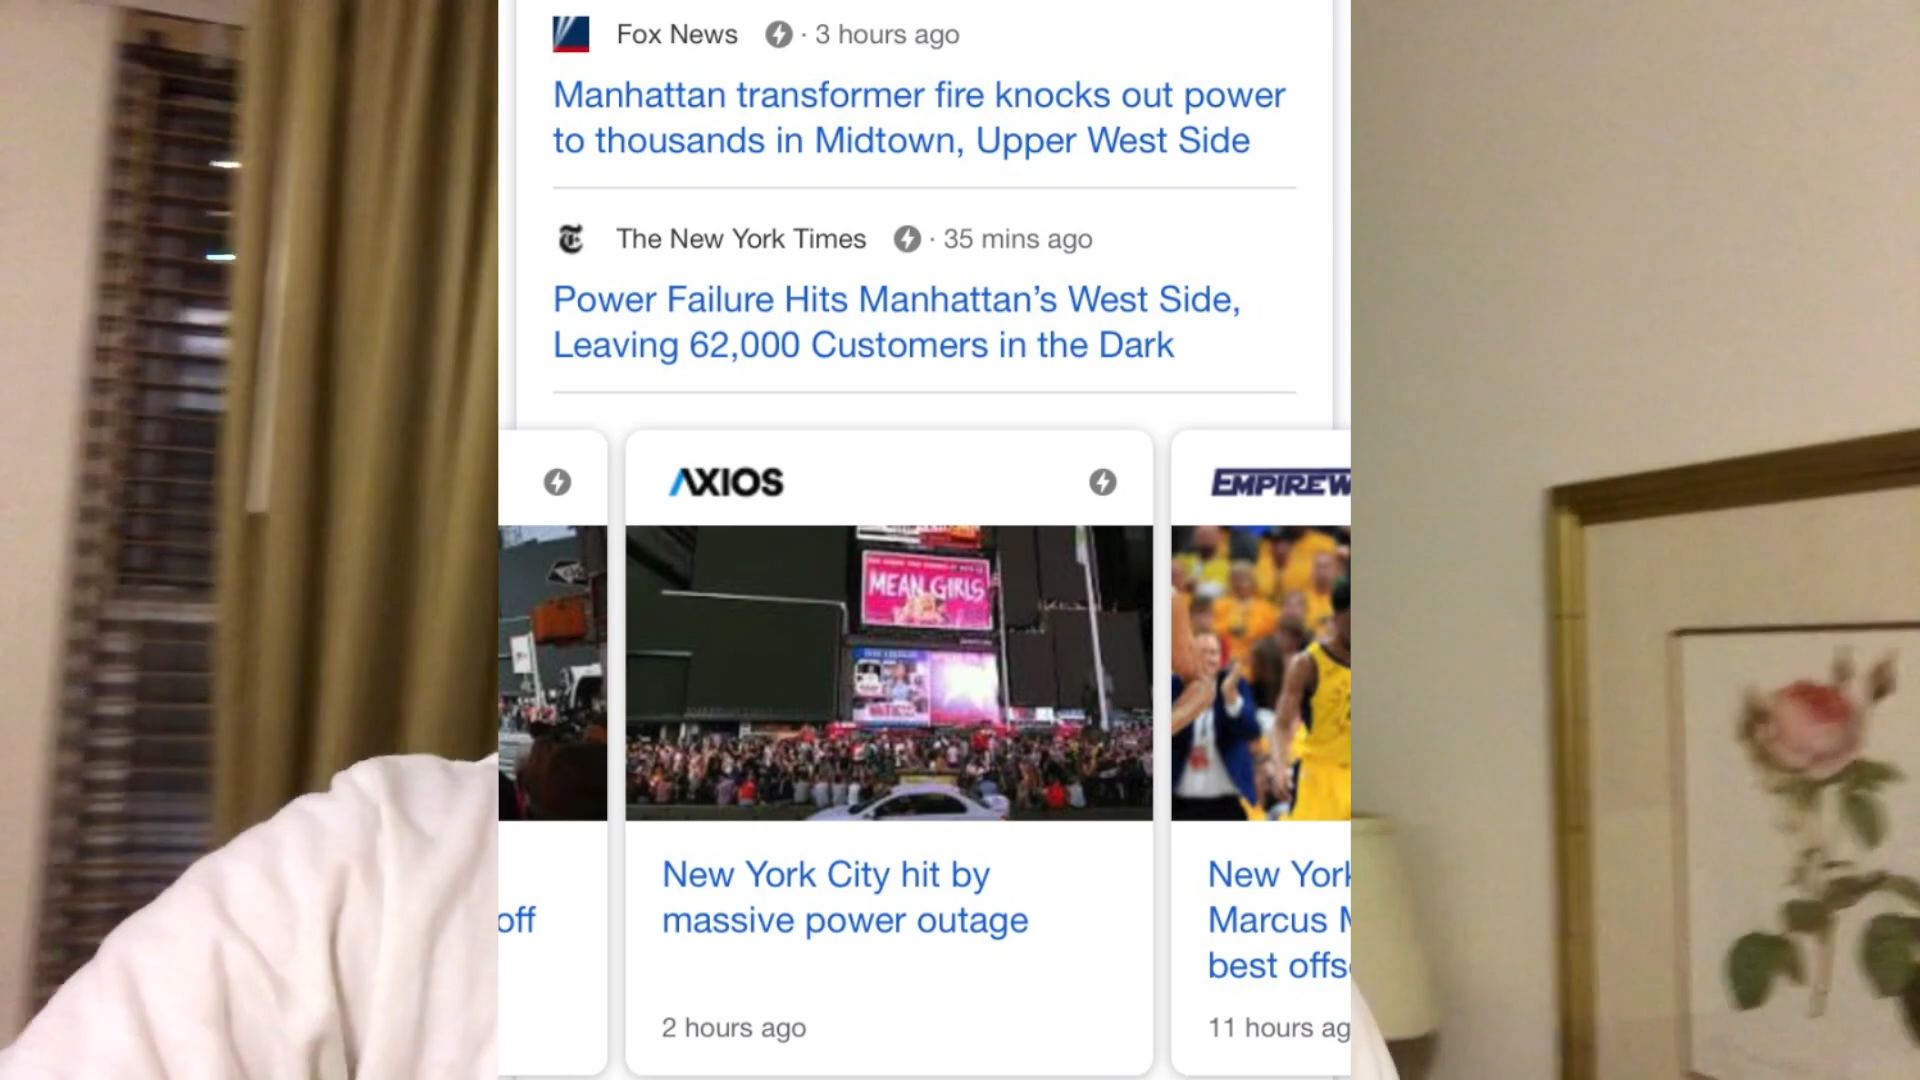 Fox News · 3 hours ago
Manhattan transformer fire knocks out power
to thousands in Midtown, Upper West Side
The New York Times · 35 mins ago
Power Failure Hits Manhattan’s West Side,
Leaving 62,000 Customers in the Dark
AXIOS
EMPIREW
MEAN GIRLS
off
New York City hit by
massive power outage
2 hours ago
New York
Marcus M
best offs
11 hours ag